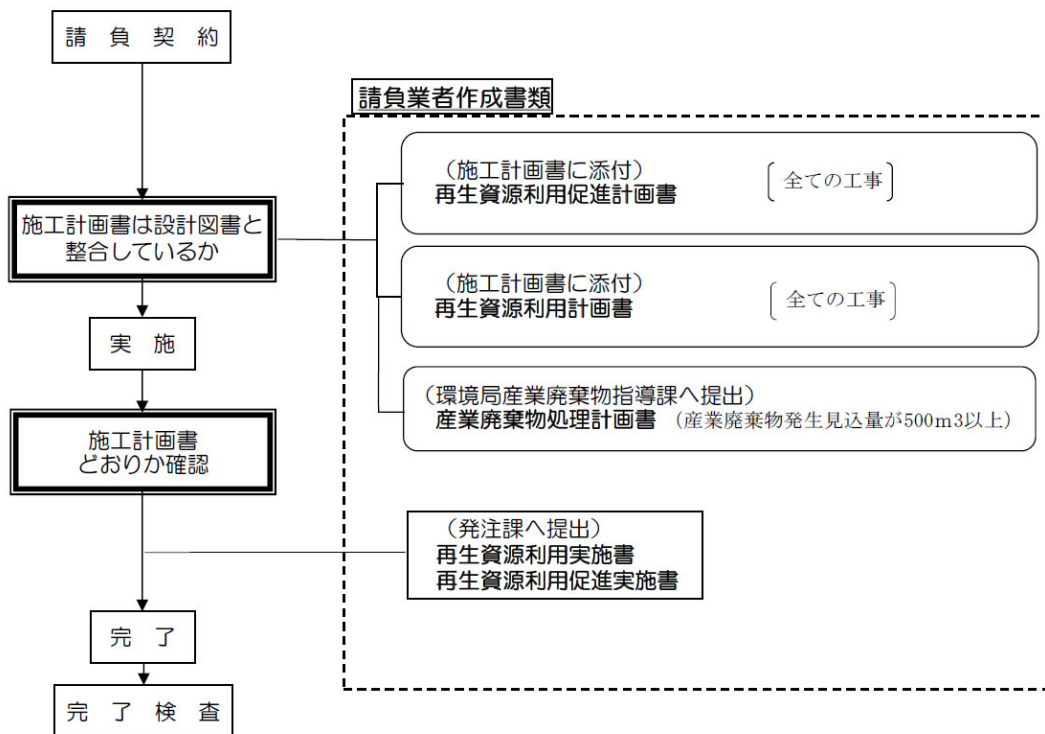 請負契約
請負業者作成書類
（施工計画書に添付）
再生資源利用促進計画書
〔全ての工事〕
施工計画書は設計図書と
整合しているか
（施工計画書に添付）
再生資源利用計画書
〔全ての工事〕
実施
（環境局産業廃棄物指導課へ提出）
産業廃棄物処理計画書（産業廃棄物発生見込量が500m3以上）
施工計画書
どおりか確認
（発注課へ提出）
再生資源利用実施書
再生資源利用促進実施書
完了
完了検査